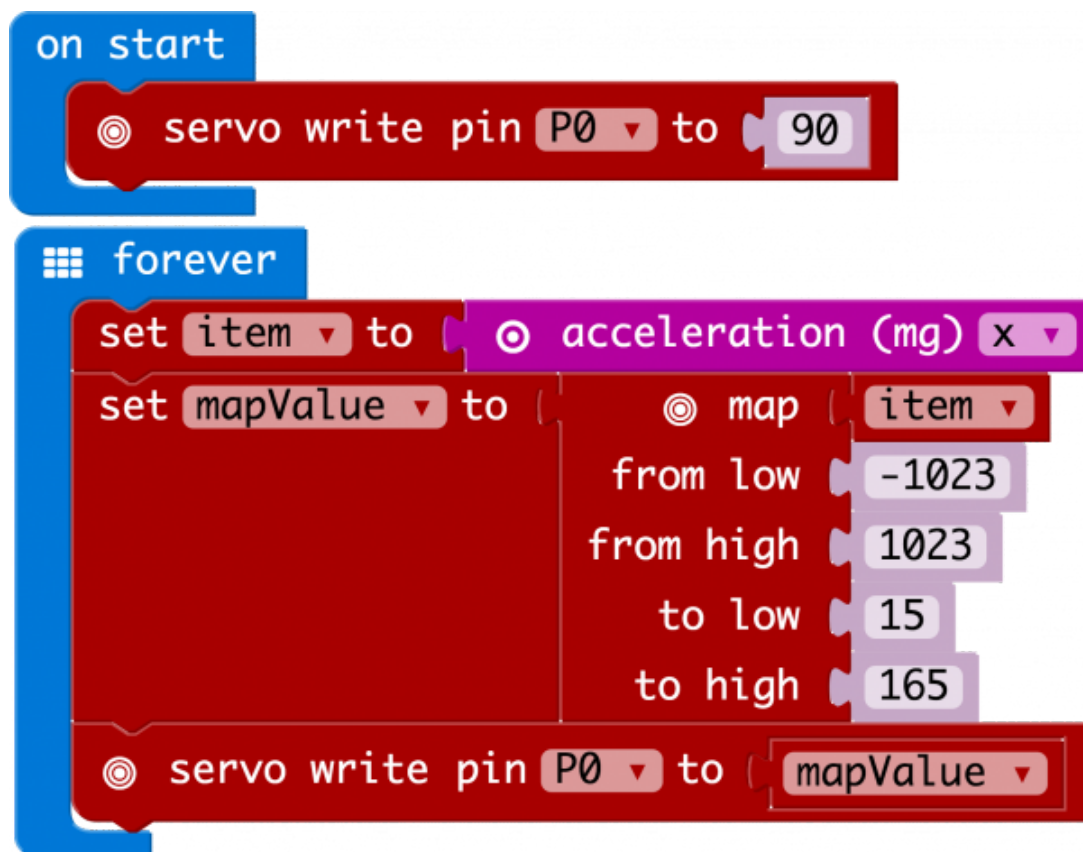 on start
servo write pin P0 to 90
forever
set item to acceleration (mg) x
set mapValue to map item
from low -1023
from high 1023
to low 15
to high 165
servo write pin P0 to mapValue